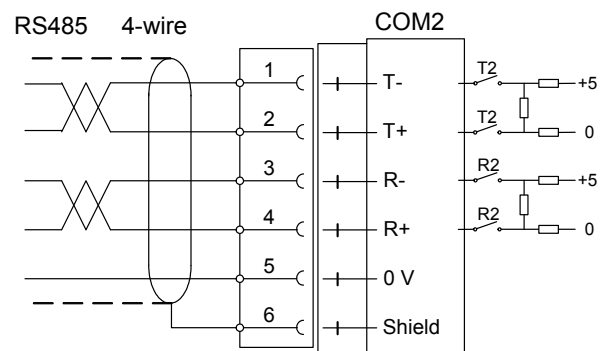 RS485 4-wire COM2
1 T- T2 +5
2 T+ T2 0
3 R- R2 +5
4 R+ R2 0
5 0 V
6 Shield